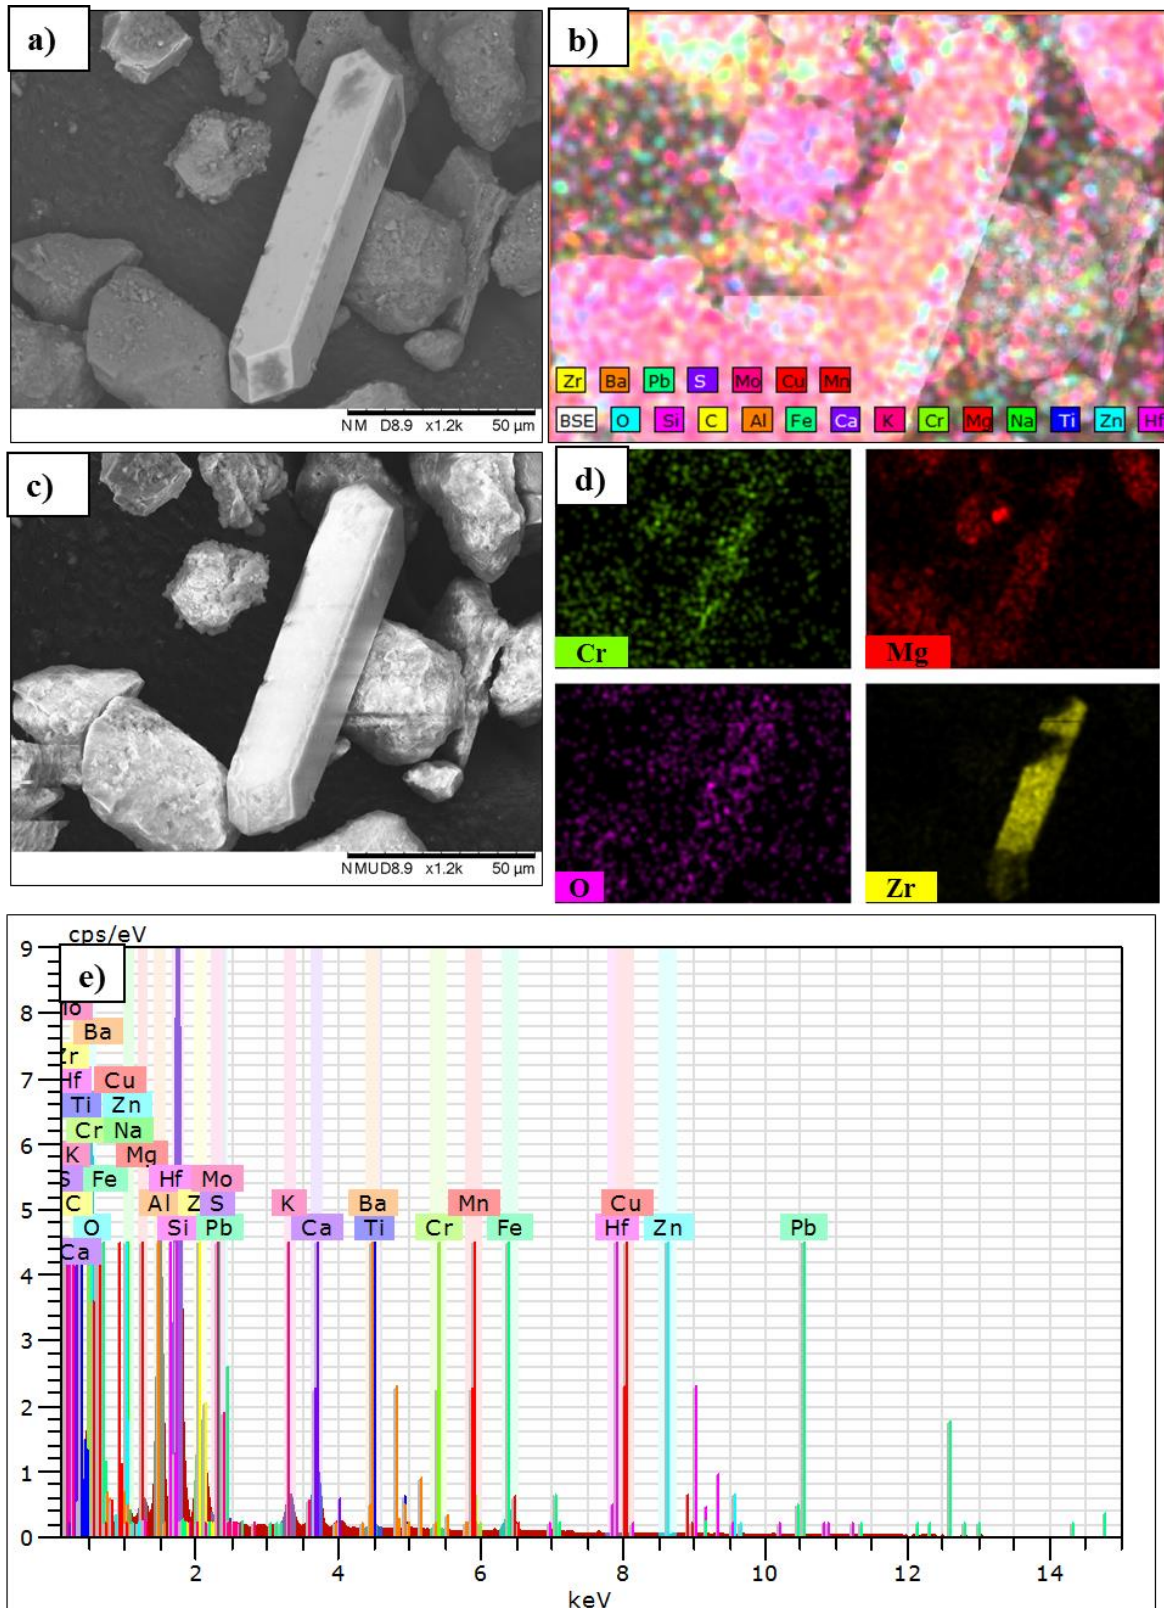 a)
NM D8.9 x1.2k 50 µm
b)
Zr Ba Pb S Mo Cu Mn
BSE O Si C Al Fe Ca K Cr Mg Na Ti Zn Hf
c)
NMUD8.9 x1.2k 50 µm
d)
Cr
Mg
O
Zr
e)
cps/eV
9
8
7
6
5
4
3
2
1
0
Ba
Zr
Hf Cu
Ti Zn
Cr Na
K Mg
S Fe Hf Mo
C Al Z S K Ba Mn Cu
O Si Pb Ca Ti Cr Fe Hf Zn Pb
Ca
2 4 6 8 10 12 14
keV